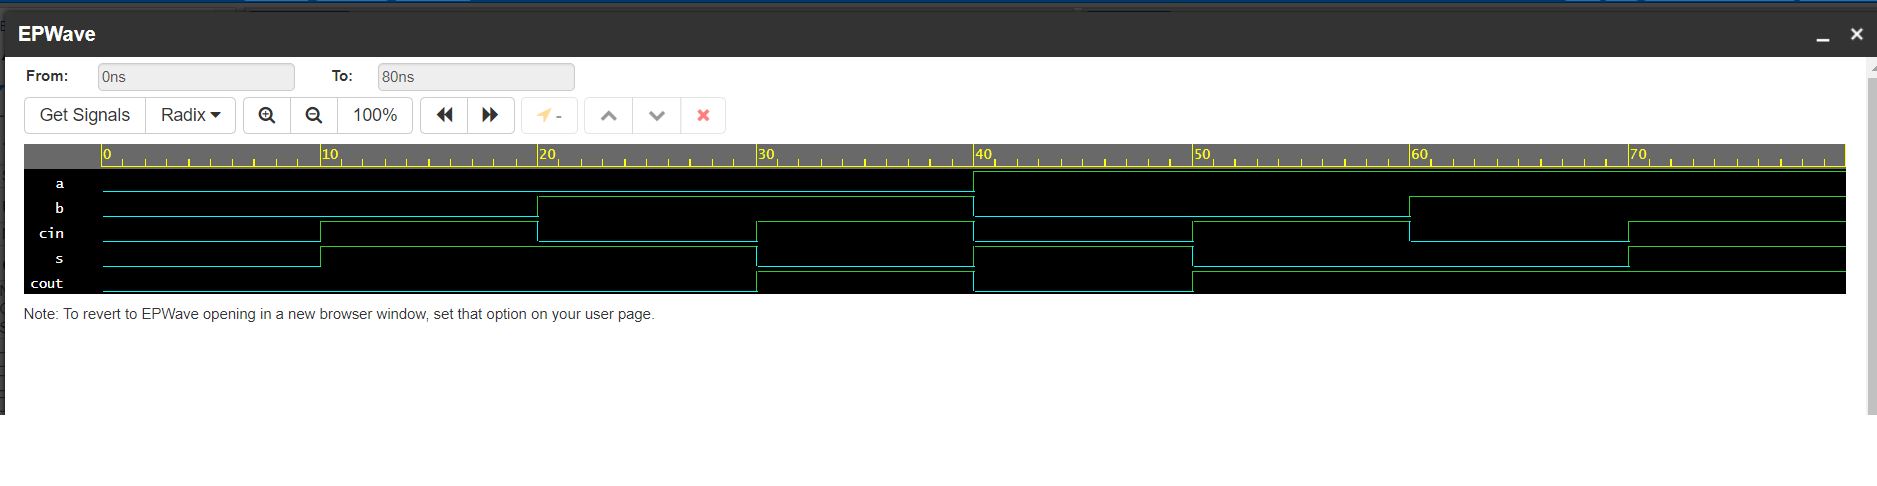 EPWave
From: 0ns To: 80ns
Get Signals Radix 100% -
0 10 20 30 40 50 60 70
a
b
cin
s
cout
Note: To revert to EPWave opening in a new browser window, set that option on your user page.